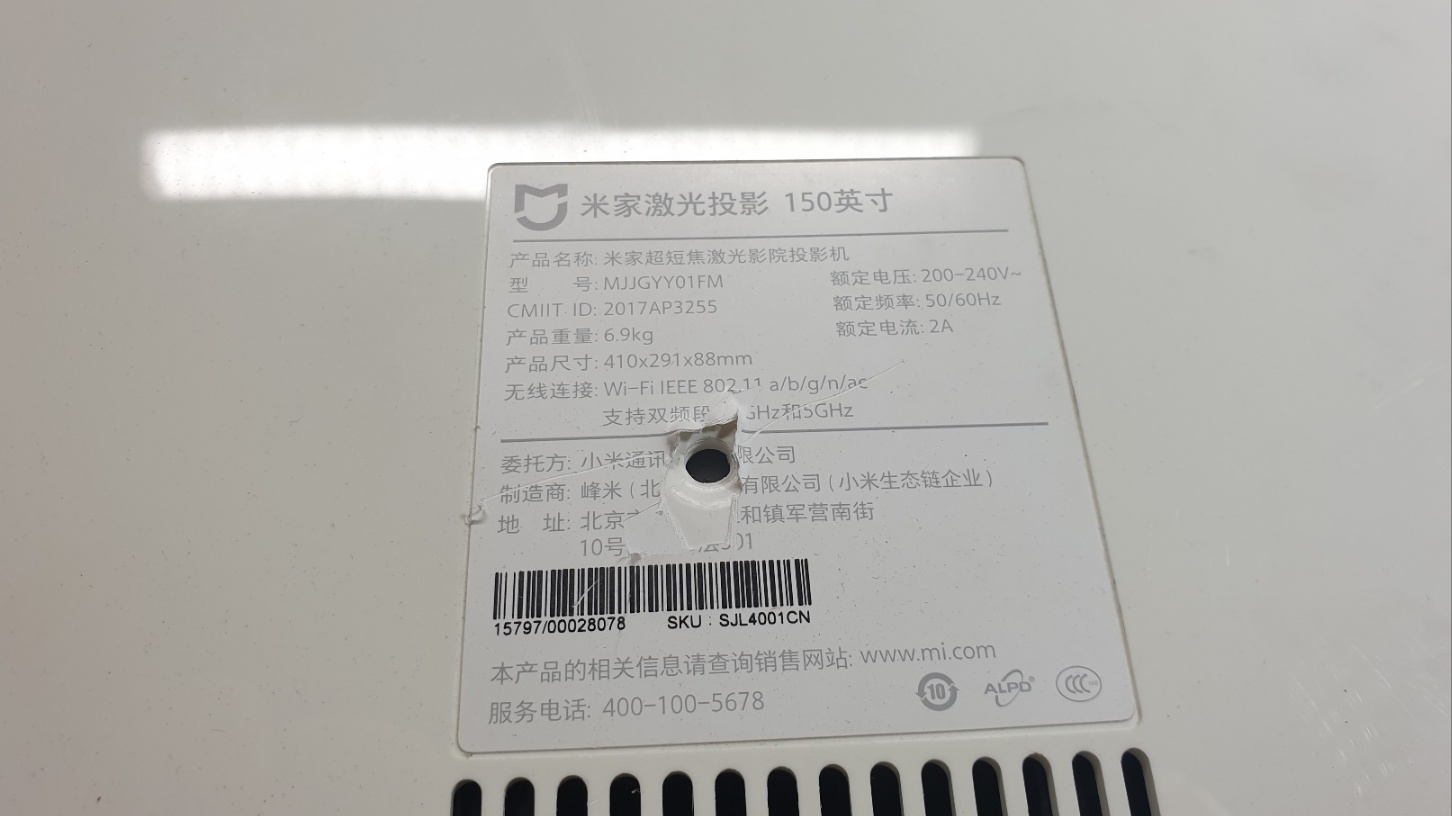 米家激光投影 150英寸
产品名称: 米家超短焦激光影院投影机
型 号: MJJGYY01FM 额定电压: 200-240V~
CMIIT ID: 2017AP3255 额定频率: 50/60Hz
产品重量: 6.9kg 额定电流: 2A
产品尺寸: 410x291x88mm
无线连接: Wi-Fi IEEE 802.11 a/b/g/n/ac
支持双频段 GHz和5GHz
委托方: 小米通讯 限公司
制造商: 峰米 ( 北 有限公司 ( 小米生态链企业 )
地 址: 北京 和镇军营南街
10号 01
15797/00028078 SKU : SJL4001CN
本产品的相关信息请查询销售网站: www.mi.com
服务电话: 400-100-5678
10 ALPD® CCC